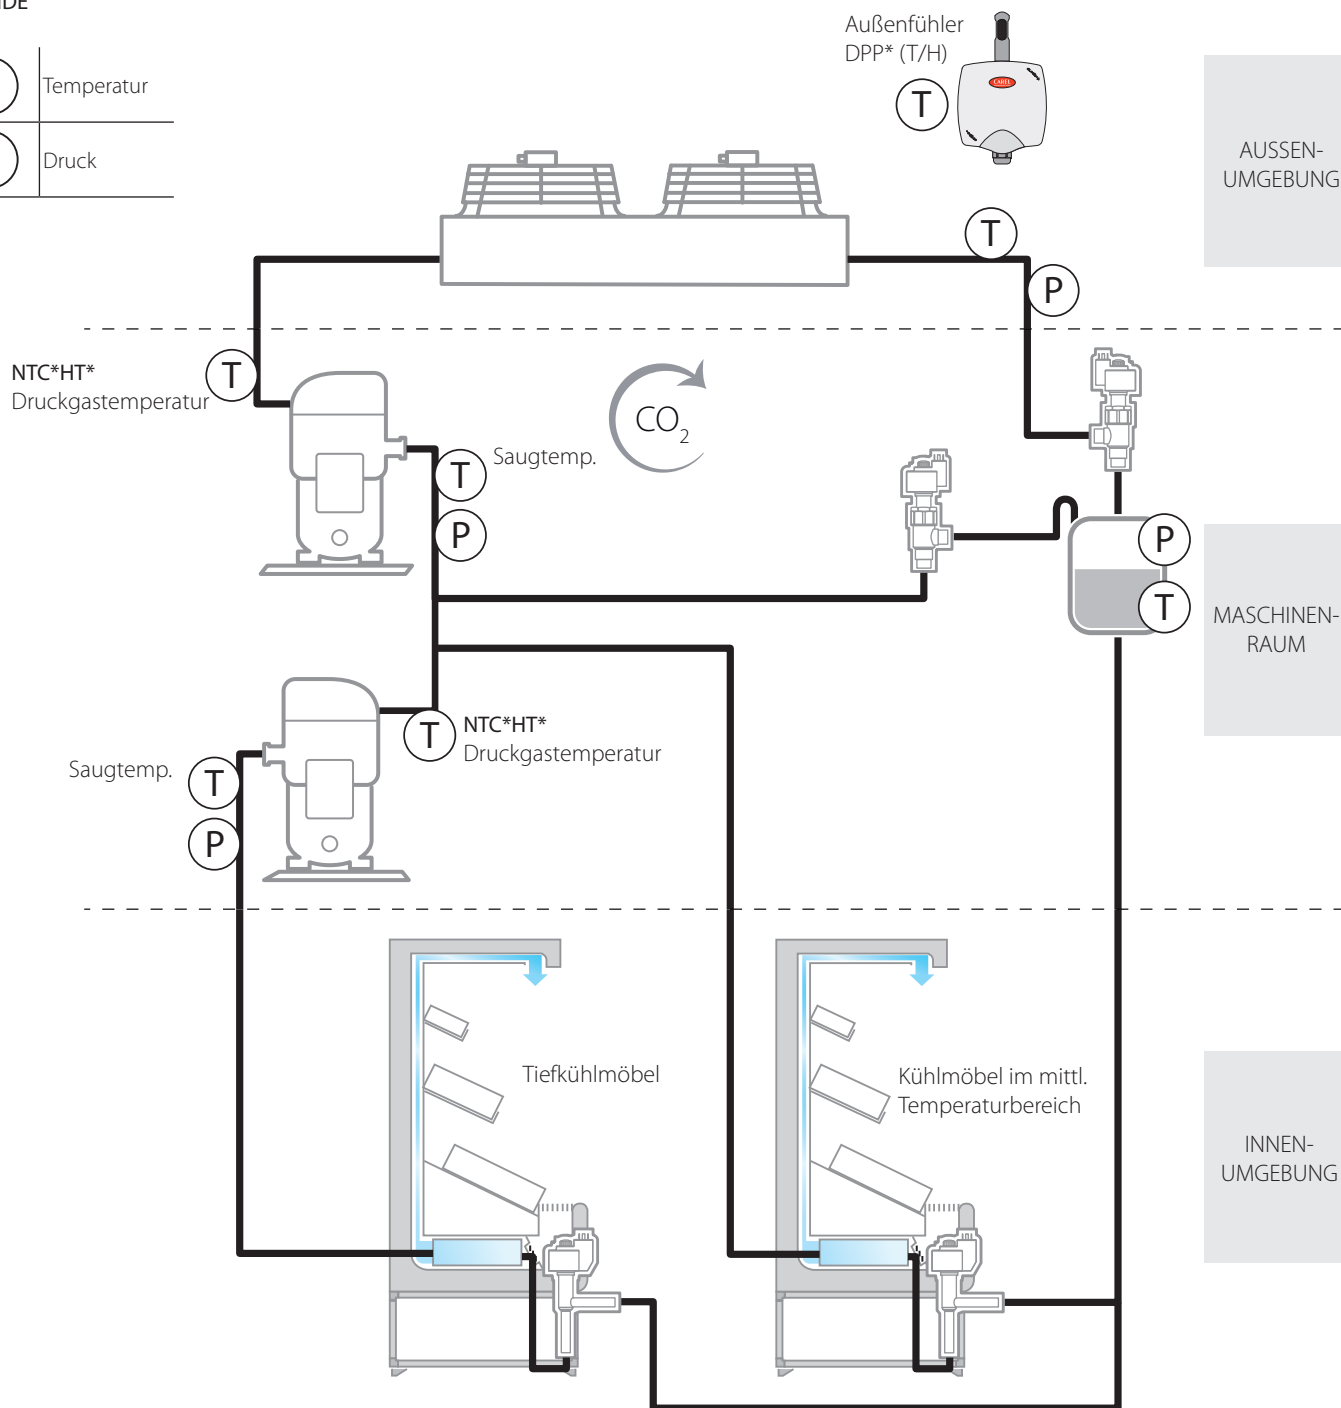 Temperatur
Druck
Außenfühler
DPP* (T/H)
T
CAREL
AUSSEN-
UMGEBUNG
T
P
NTC*HT*
Druckgastemperatur
T
CO2
Saugtemp.
T
P
P
T
MASCHINEN-
RAUM
T
NTC*HT*
Druckgastemperatur
Saugtemp.
T
P
Tiefkühlmöbel
Kühlmöbel im mittl.
Temperaturbereich
INNEN-
UMGEBUNG